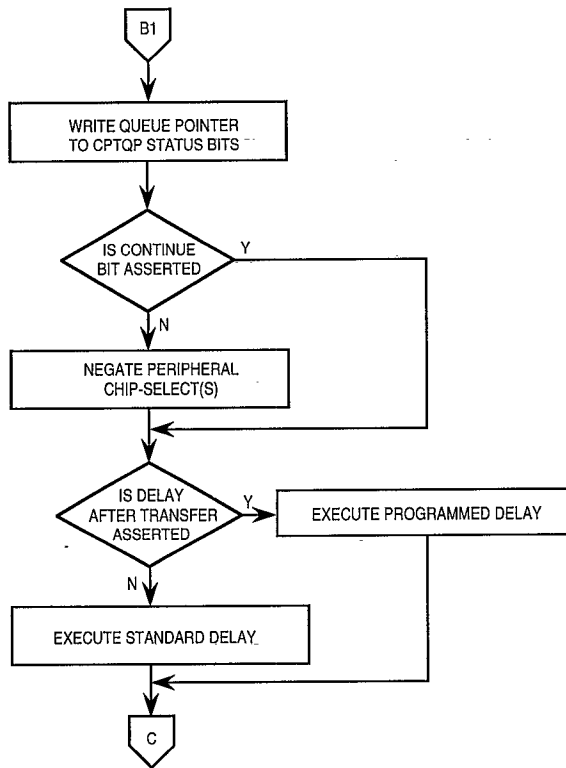 B1
WRITE QUEUE POINTER
TO CPTQP STATUS BITS
IS CONTINUE
BIT ASSERTED
Y
N
NEGATE PERIPHERAL
CHIP-SELECT(S)
IS DELAY
AFTER TRANSFER
ASSERTED
Y
EXECUTE PROGRAMMED DELAY
N
EXECUTE STANDARD DELAY
C